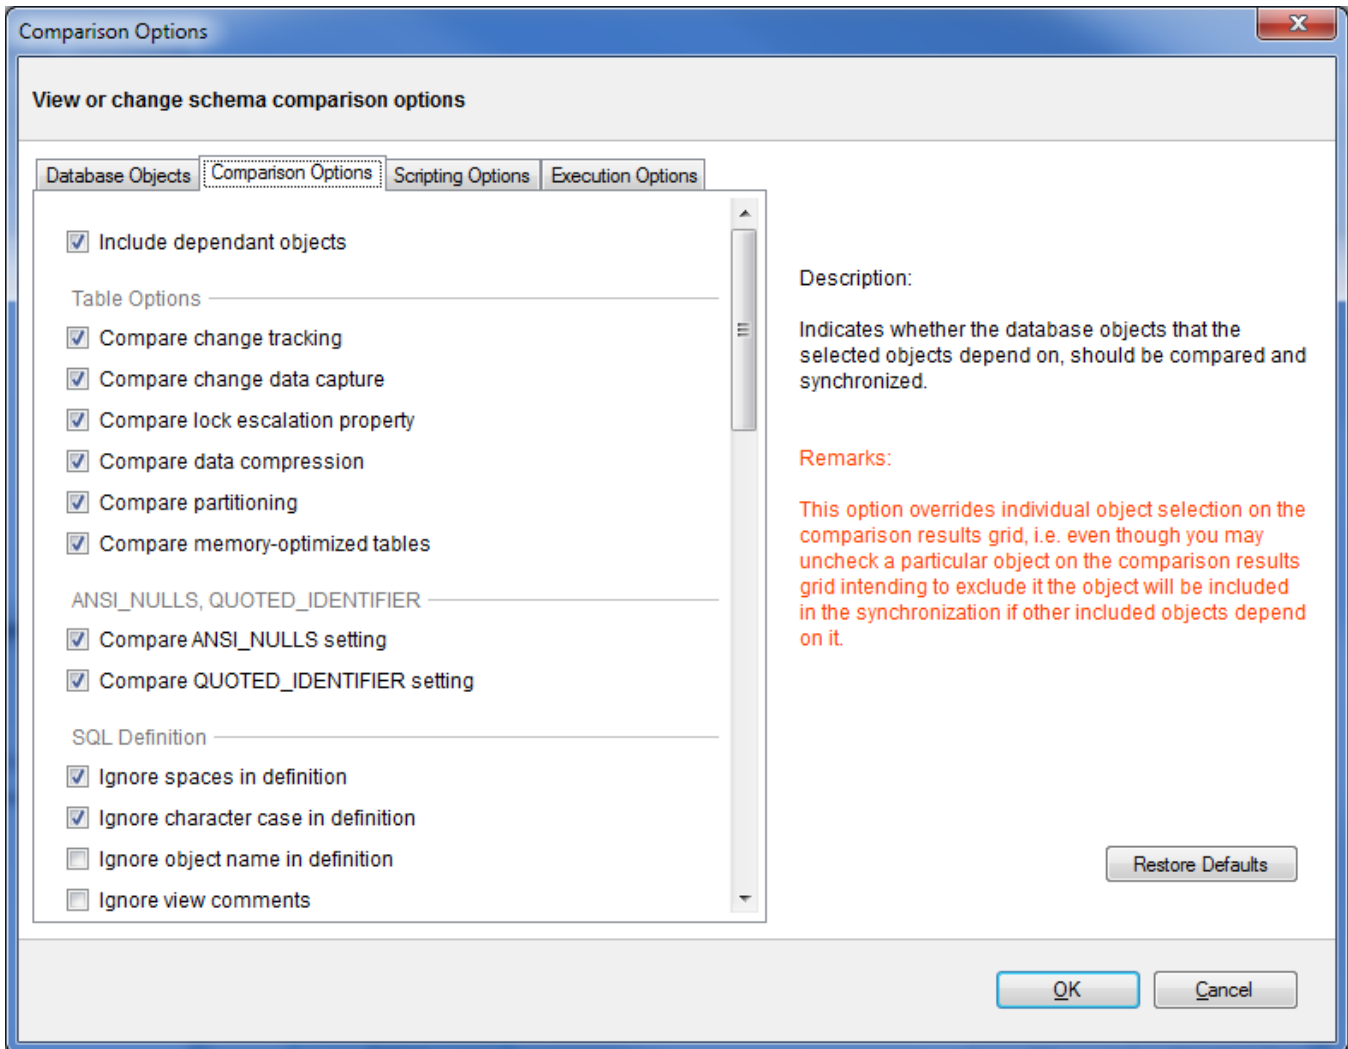 Comparison Options
View or change schema comparison options
Database Objects
Comparison Options
Scripting Options
Execution Options
Include dependant objects
Table Options
Compare change tracking
Compare change data capture
Compare lock escalation property
Compare data compression
Compare partitioning
Compare memory-optimized tables
ANSI_NULLS, QUOTED_IDENTIFIER
Compare ANSI_NULLS setting
Compare QUOTED_IDENTIFIER setting
SQL Definition
Ignore spaces in definition
Ignore character case in definition
Ignore object name in definition
Ignore view comments
Description:
Indicates whether the database objects that the
selected objects depend on, should be compared and
synchronized.
Remarks:
This option overrides individual object selection on the
comparison results grid, i.e. even though you may
uncheck a particular object on the comparison results
grid intending to exclude it the object will be included
in the synchronization if other included objects depend
on it.
Restore Defaults
OK
Cancel